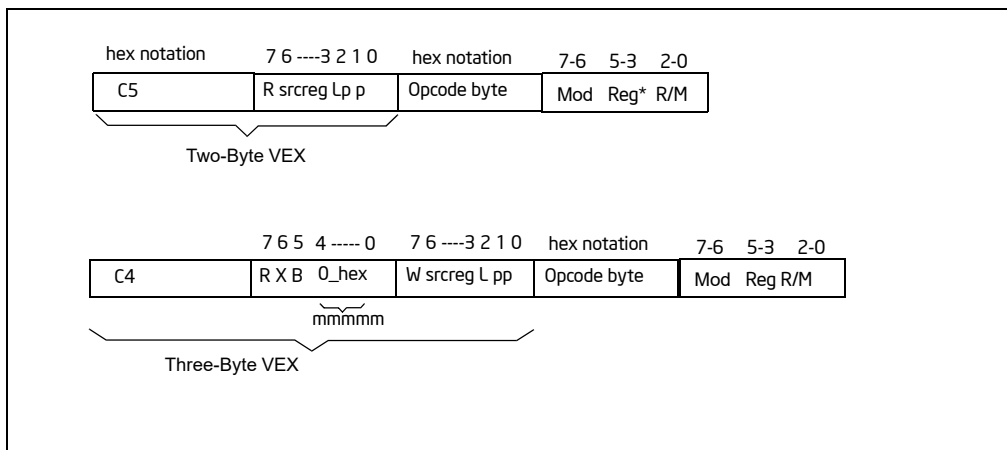 hex notation 7 6 ----3 2 1 0 hex notation 7-6 5-3 2-0
C5 R srcreg Lp p Opcode byte Mod Reg* R/M
Two-Byte VEX
7 6 5 4 ----- 0 7 6 ----3 2 1 0 hex notation 7-6 5-3 2-0
C4 R X B 0_hex W srcreg L pp Opcode byte Mod Reg R/M
mmmmm
Three-Byte VEX